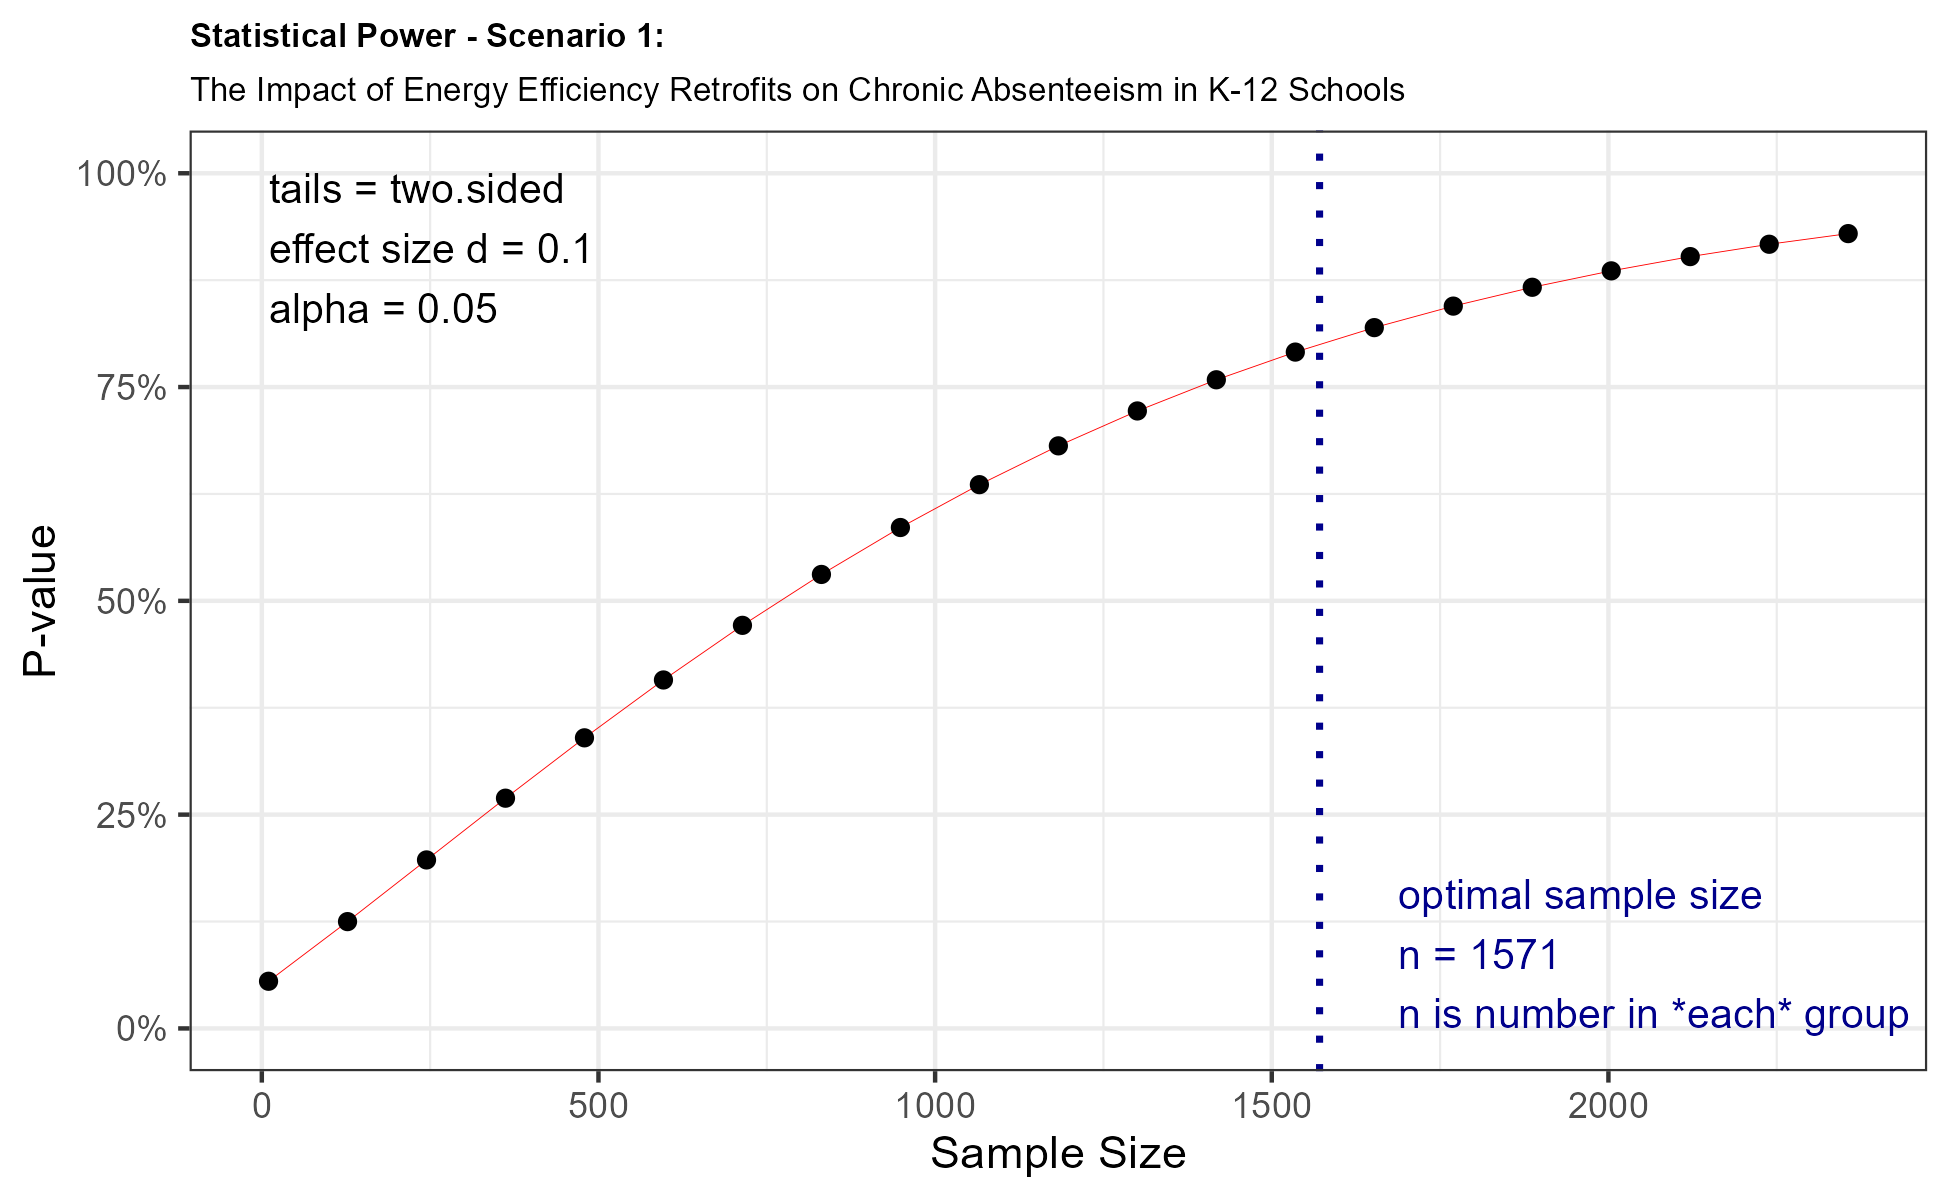 Statistical Power - Scenario 1:
The Impact of Energy Efficiency Retrofits on Chronic Absenteeism in K-12 Schools
100%
75%
50%
25%
0%
P-value
tails = two.sided
effect size d = 0.1
alpha = 0.05
optimal sample size
n = 1571
n is number in *each* group
0 500 1000 1500 2000
Sample Size